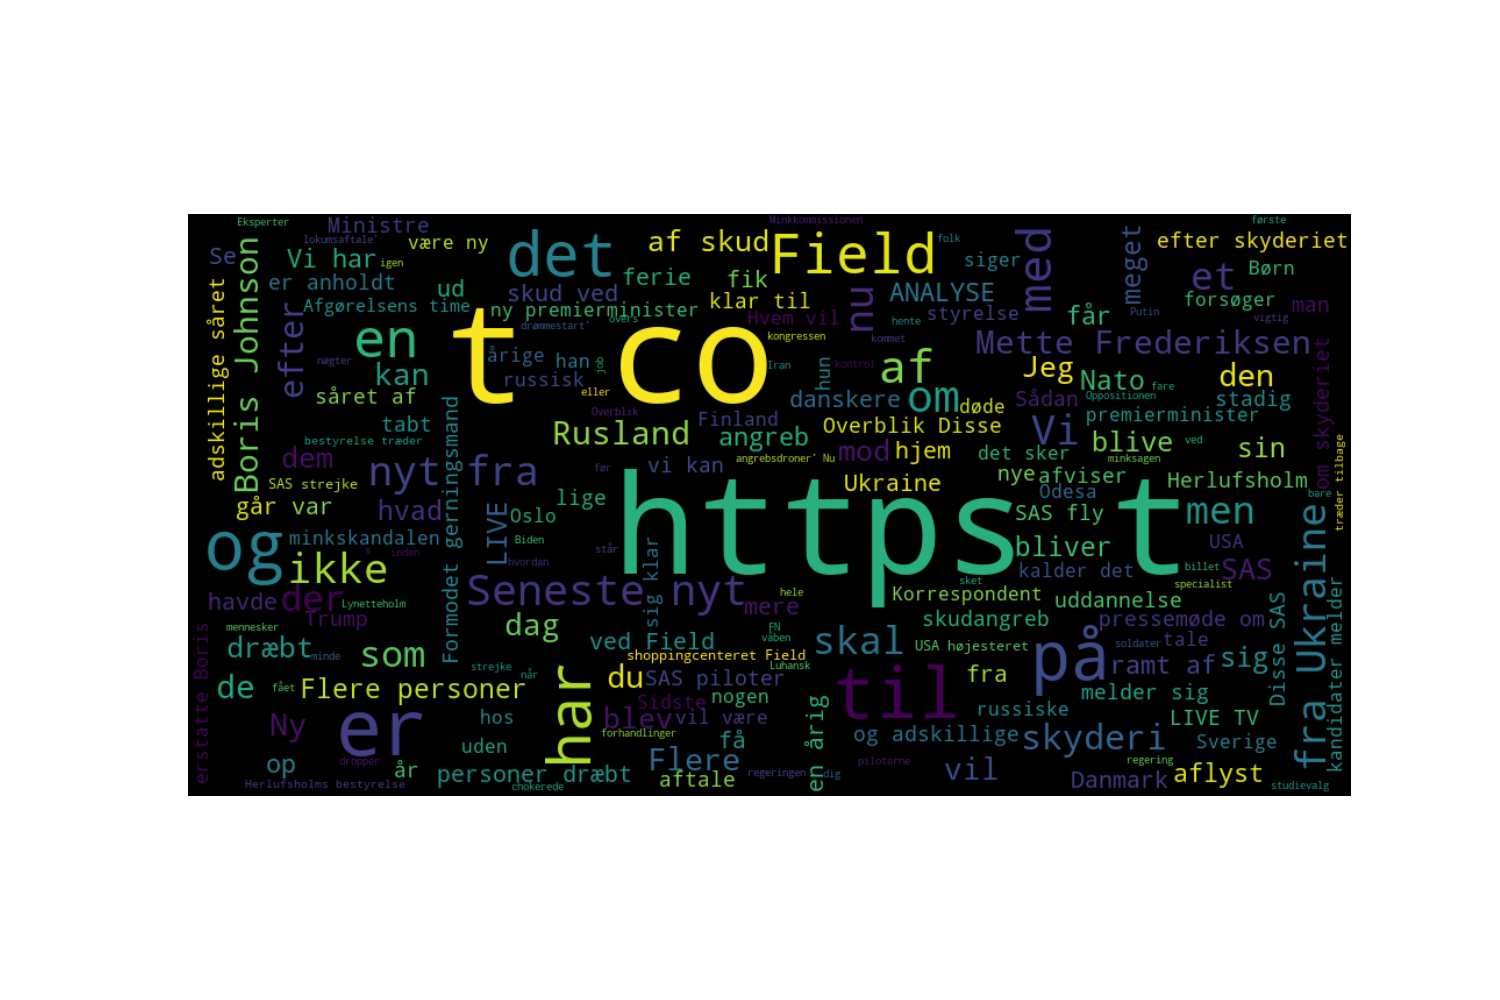 Eksperter
Ministre
Minkkommissionen
første
lokumsaftale'
være ny
det
af skud
Field
folk
efter skyderiet
Se
Vi har
igen
ferie
fik
siger
meget
et
Børn
er anholdt
ud
skud ved
klar til
nu
ANALYSE
med
forsøger
man
Afgørelsens time
ny premierminister
Hvem vil
styrelse
får
Putin
vigtig
adskillige såret
Boris Johnson
efter
en
drømmestart'
overs
t co
kongressen
hente
kommet
Mette Frederiksen
om skyderiet
nægter
kan
årige
han
job
Iran
hun
kontrol
af
Jeg
Nato
fare
den
russisk
såret af
eller
danskere
om
døde
Sådan
Oppositionen
stadig
tabt
Overblik
Finland
premierminister
bestyrelse træder
Rusland
angreb
Overblik Disse
Vi
blive
ved
sin
dem
nyt fra
før
vi kan
angrebsdroner' Nu
mod
hjem
det sker
minksagen
træder tilbage
SAS strejke
Ukraine
nye
afviser
Herlufsholm
går var
hvad
lige
Odesa
bare
Formodet gerningsmand
LIVE
Oslo
https t
SAS fly
men
og
minkskandalen
Biden
står
bliver
USA
ikke
s
inden
hvordan
sig klar
kalder det
billet
SAS
fra Ukraine
havde
der
Lynetteholm
Seneste nyt
mere
hele
sket
Korrespondent
uddannelse
specialist
kandidater melder
Trump
dag
FN
våben
skudangreb
pressemøde om
Disse SAS
mennesker
dræbt
minde
som
ved Field
skal
USA højesteret
på
soldater
tale
shoppingcenteret Field
Luhansk
strejke
når
ramt af
sig
erstatte Boris
de
fået
Flere personer
har
du
SAS piloter
til
fra
melder sig
Ny
er
hos
Sidste
nogen
en årig
russiske
LIVE TV
blev
vil være
forhandlinger
få
og adskillige
skyderi
Sverige
op
dropper
uden
Flere
piloterne
vil
regering
år
personer dræbt
aftale
regeringen
dig
Danmark
aflyst
Herlufsholms bestyrelse
chokerede
studievalg